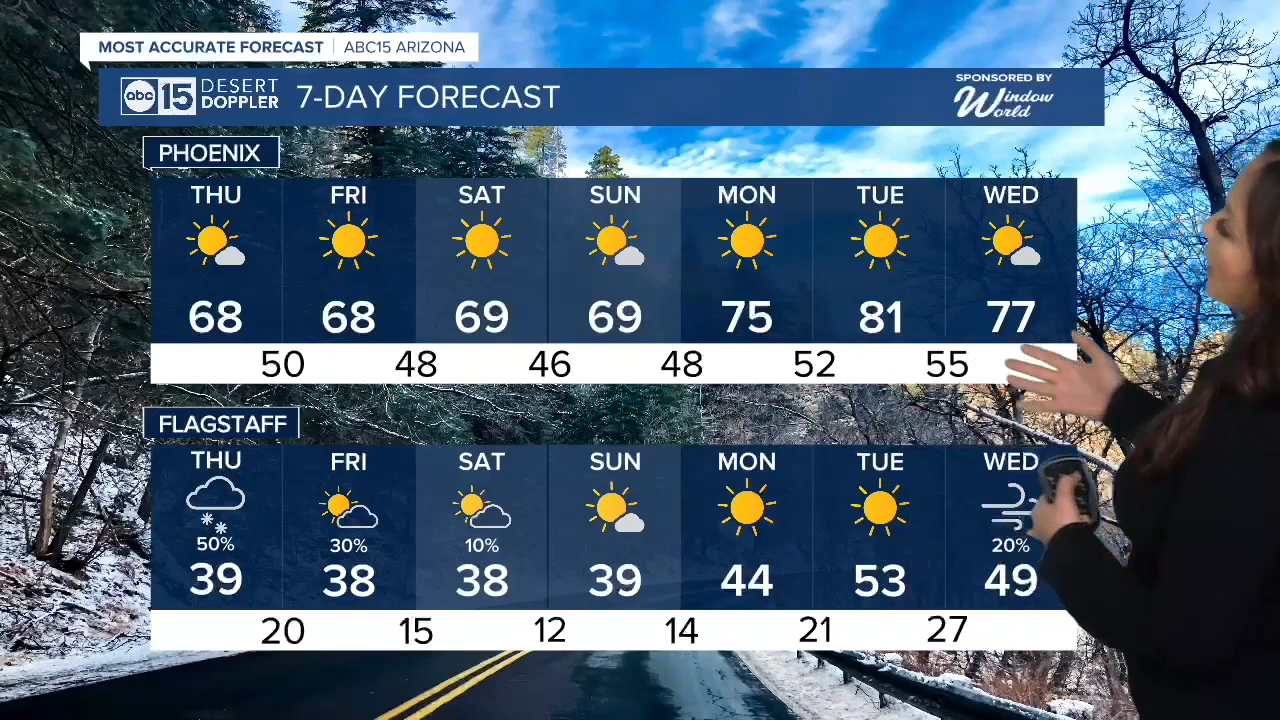 MOST ACCURATE FORECAST | ABC15 ARIZONA
abc 15 DESERT DOPPLER 7-DAY FORECAST
SPONSORED BY
Window World
PHOENIX
THU FRI SAT SUN MON TUE WED
68 68 69 69 75 81 77
50 48 46 48 52 55
FLAGSTAFF
THU FRI SAT SUN MON TUE WED
50% 30% 10% 20%
39 38 38 39 44 53 49
20 15 12 14 21 27